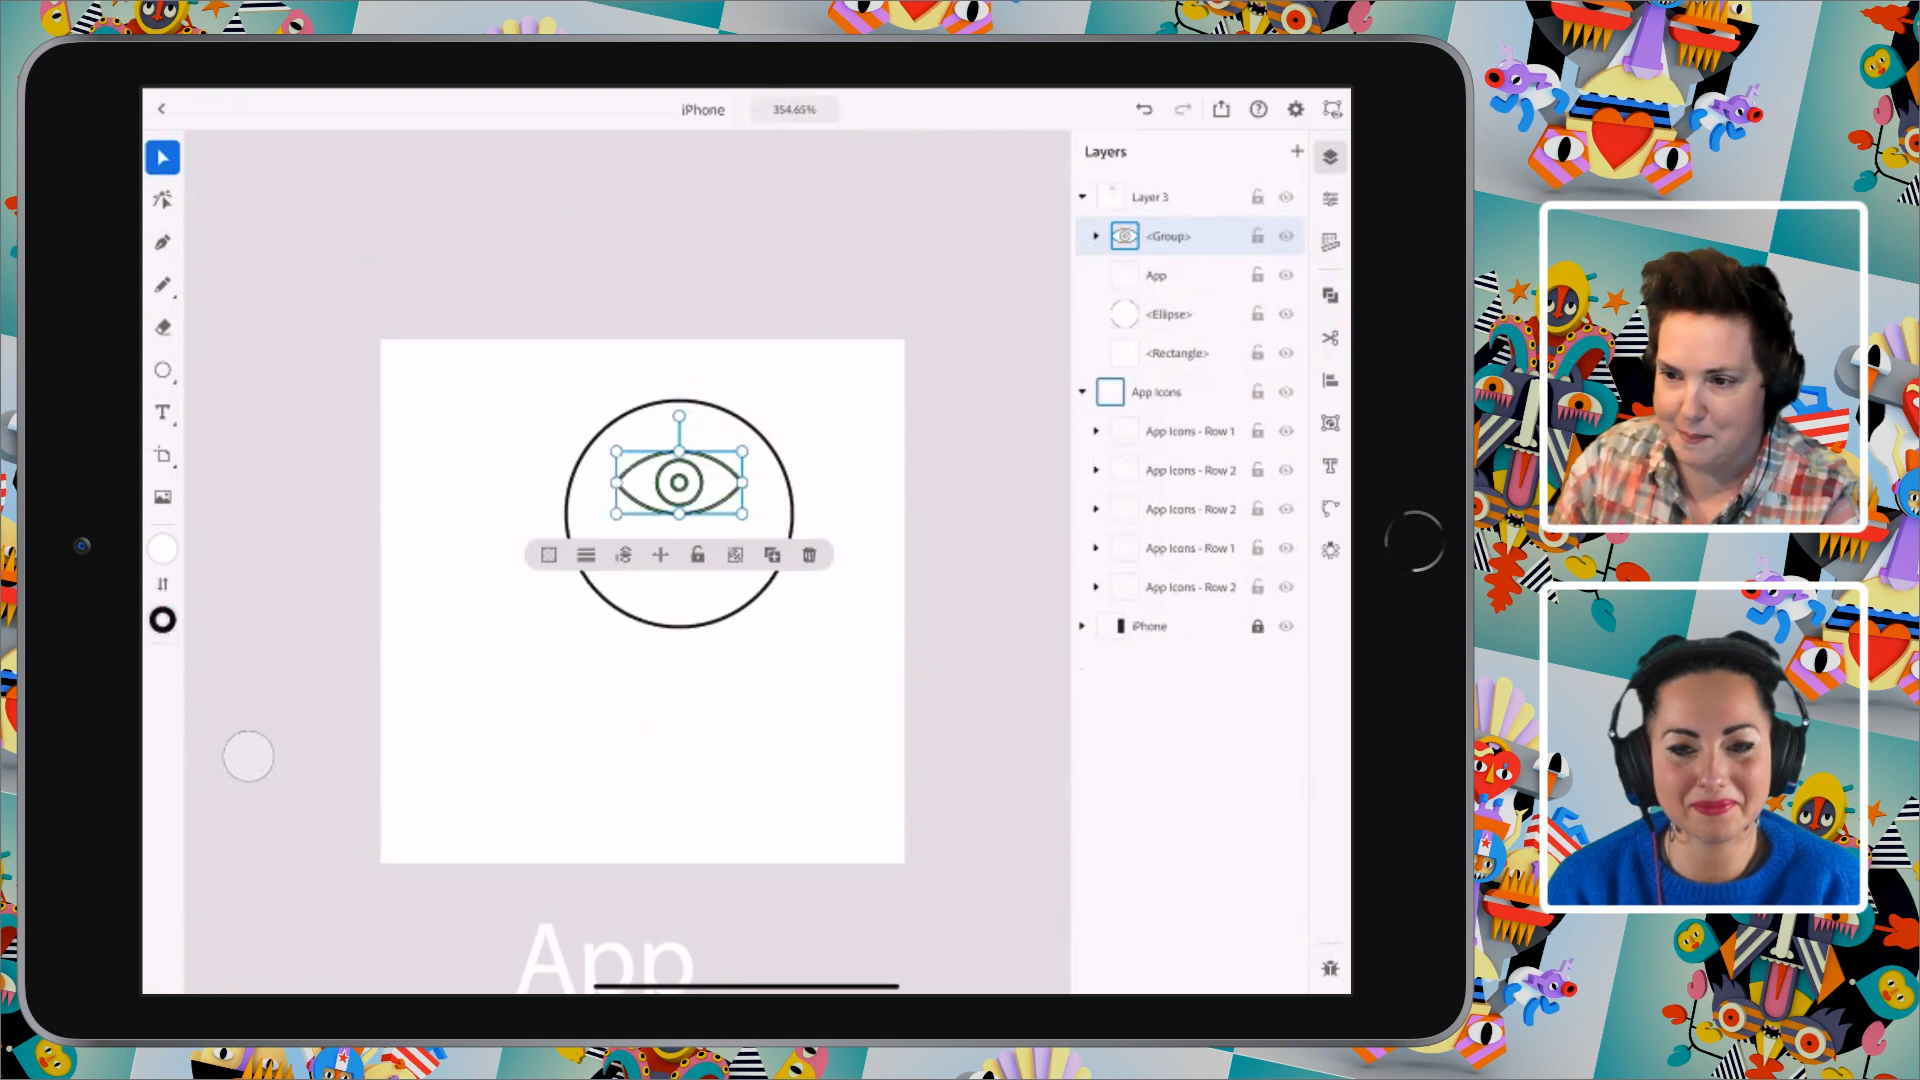 iPhone
354.65%
Layers
Layer 3
<Group>
App
<Ellipse>
<Rectangle>
App Icons
App Icons - Row 1
App Icons - Row 2
App Icons - Row 2
App Icons - Row 1
App Icons - Row 2
iPhone
App